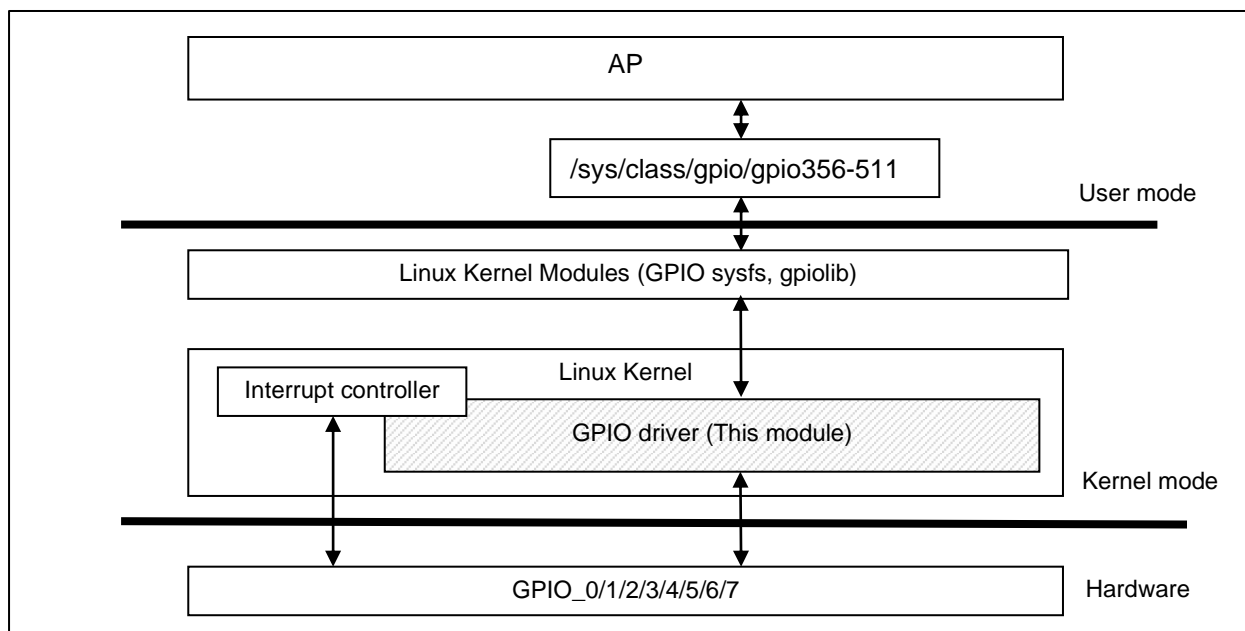 AP
/sys/class/gpio/gpio356-511
User mode
Linux Kernel Modules (GPIO sysfs, gpiolib)
Linux Kernel
Interrupt controller
GPIO driver (This module)
Kernel mode
GPIO_0/1/2/3/4/5/6/7
Hardware